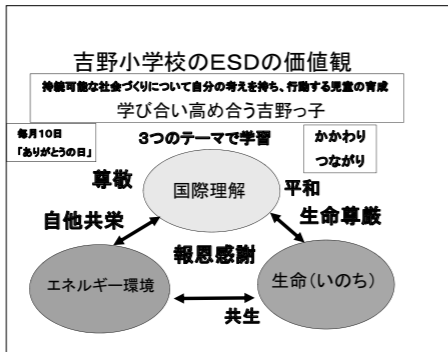 吉野小学校のESDの価値観
持続可能な社会づくりについて自分の考えを持ち、行動する児童の育成
学び合い高め合う吉野っ子
毎月10日
「ありがとうの日」
3つのテーマで学習
かかわり
つながり
尊敬
国際理解
平和
自他共栄
生命尊厳
報恩感謝
エネルギー環境
生命(いのち)
共生